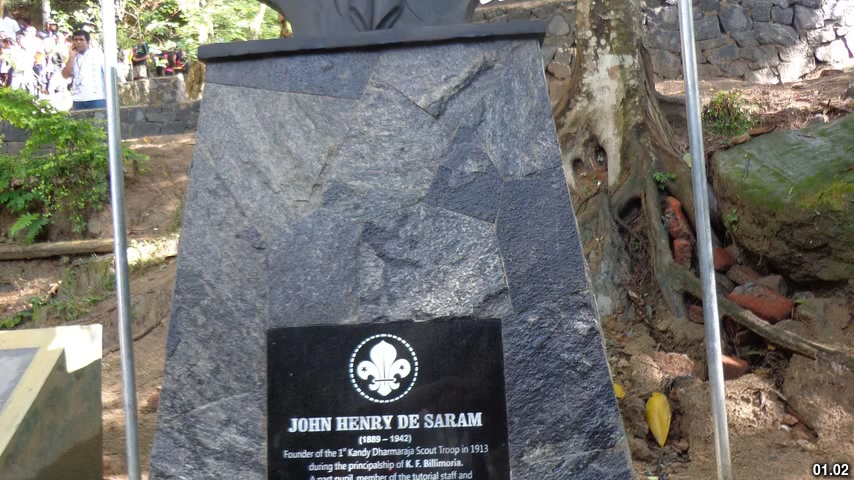 JOHN HENRY DE SARAM
(1889 – 1942)
Founder of the 1st Kandy Dharmaraja Scout Troop in 1913
during the principalship of K. F. Billimoria.
A past pupil, member of the tutorial staff and
01.02